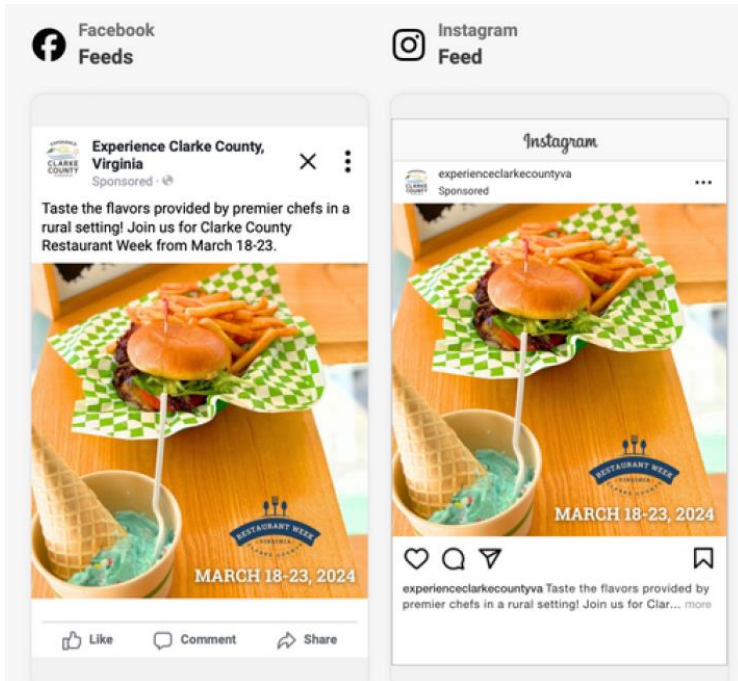 Facebook
Feeds
Experience Clarke County,
Virginia
Sponsored ·
Taste the flavors provided by premier chefs in a
rural setting! Join us for Clarke County
Restaurant Week from March 18-23.
RESTAURANT WEEK
VIRGINIA
CLARKE COUNTY
MARCH 18-23, 2024
Like
Comment
Share
Instagram
Feed
Instagram
experienceclarkecountyva
Sponsored
RESTAURANT WEEK
VIRGINIA
CLARKE COUNTY
MARCH 18-23, 2024
experienceclarkecountyva Taste the flavors provided by
premier chefs in a rural setting! Join us for Clar... more